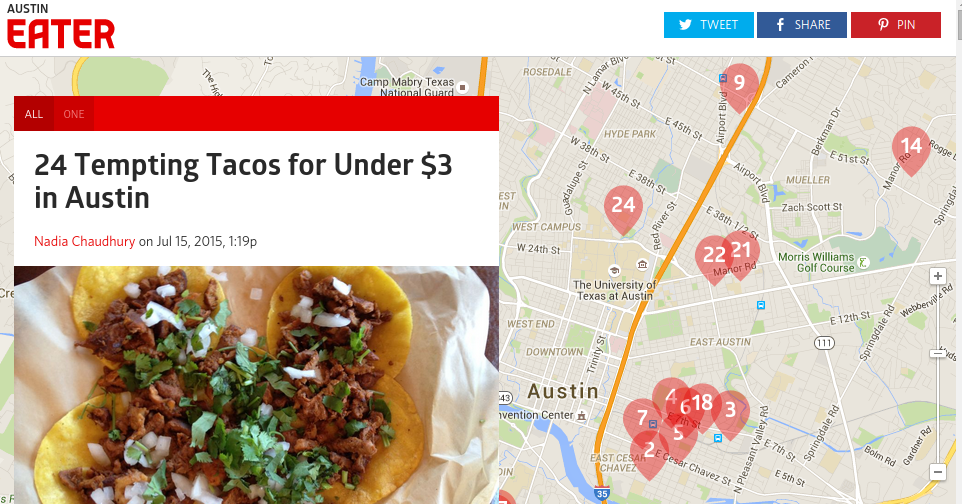 AUSTIN
EATER
TWEET
SHARE
PIN
ALL
ONE
24 Tempting Tacos for Under $3
in Austin
Nadia Chaudhury on Jul 15, 2015, 1:19p
Camp Mabry Texas
National Guard
ROSEDALE
N Lamar Blv
W 45th St
Airport Blvd
9
Cameron
HYDE PARK
E 45th St
Berkman Dr
W 38th St
E 51st St
14
Rogge
Manor Rd
Guadalupe St
E 38th St
Airport Blvd
MUELLER
24
Red River St
E 38th 1/2 St
Zach Scott St
Springda
WEST CAMPUS
W 24th St
22
21
Manor Rd
Morris Williams
Golf Course
The University of
Texas at Austin
+
Webberville Rd
WEST END
E 12th St
Springdale Rd
DOWNTOWN
Trinity St
EAST AUSTIN
111
Austin
343
nvention Center
4
6
18
3
7
7th St
5
2
EAST CESAR
CHAVEZ
E Cesar Chavez St
N Pleasant Valley Rd
Springdale Rd
E 7th St
E 5th St
Bolm Rd
Gardner Rd
35